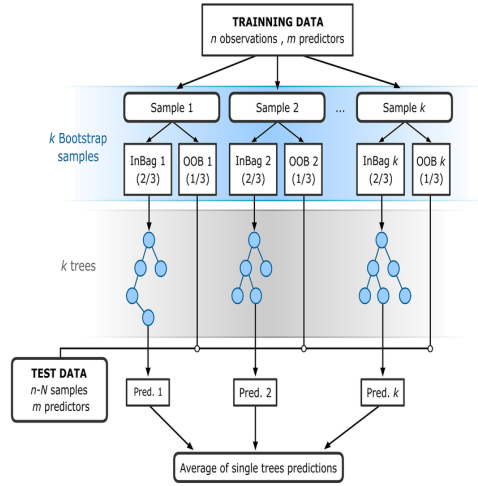 TRAINNING DATA
n observations , m predictors
Sample 1
Sample 2
...
Sample k
k Bootstrap
samples
InBag 1
(2/3)
OOB 1
(1/3)
InBag 2
(2/3)
OOB 2
(1/3)
InBag k
(2/3)
OOB k
(1/3)
k trees
TEST DATA
n-N samples
m predictors
Pred. 1
Pred. 2
Pred. k
Average of single trees predictions